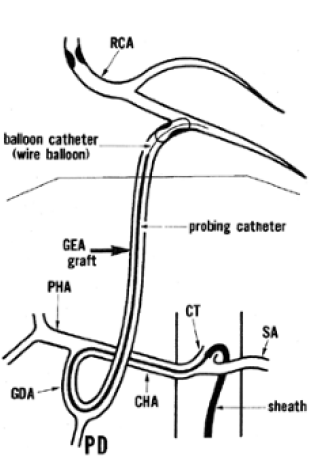 RCA
balloon catheter
(wire balloon)
probing catheter
GEA
graft
PHA
CT
SA
GDA
CHA
sheath
PD